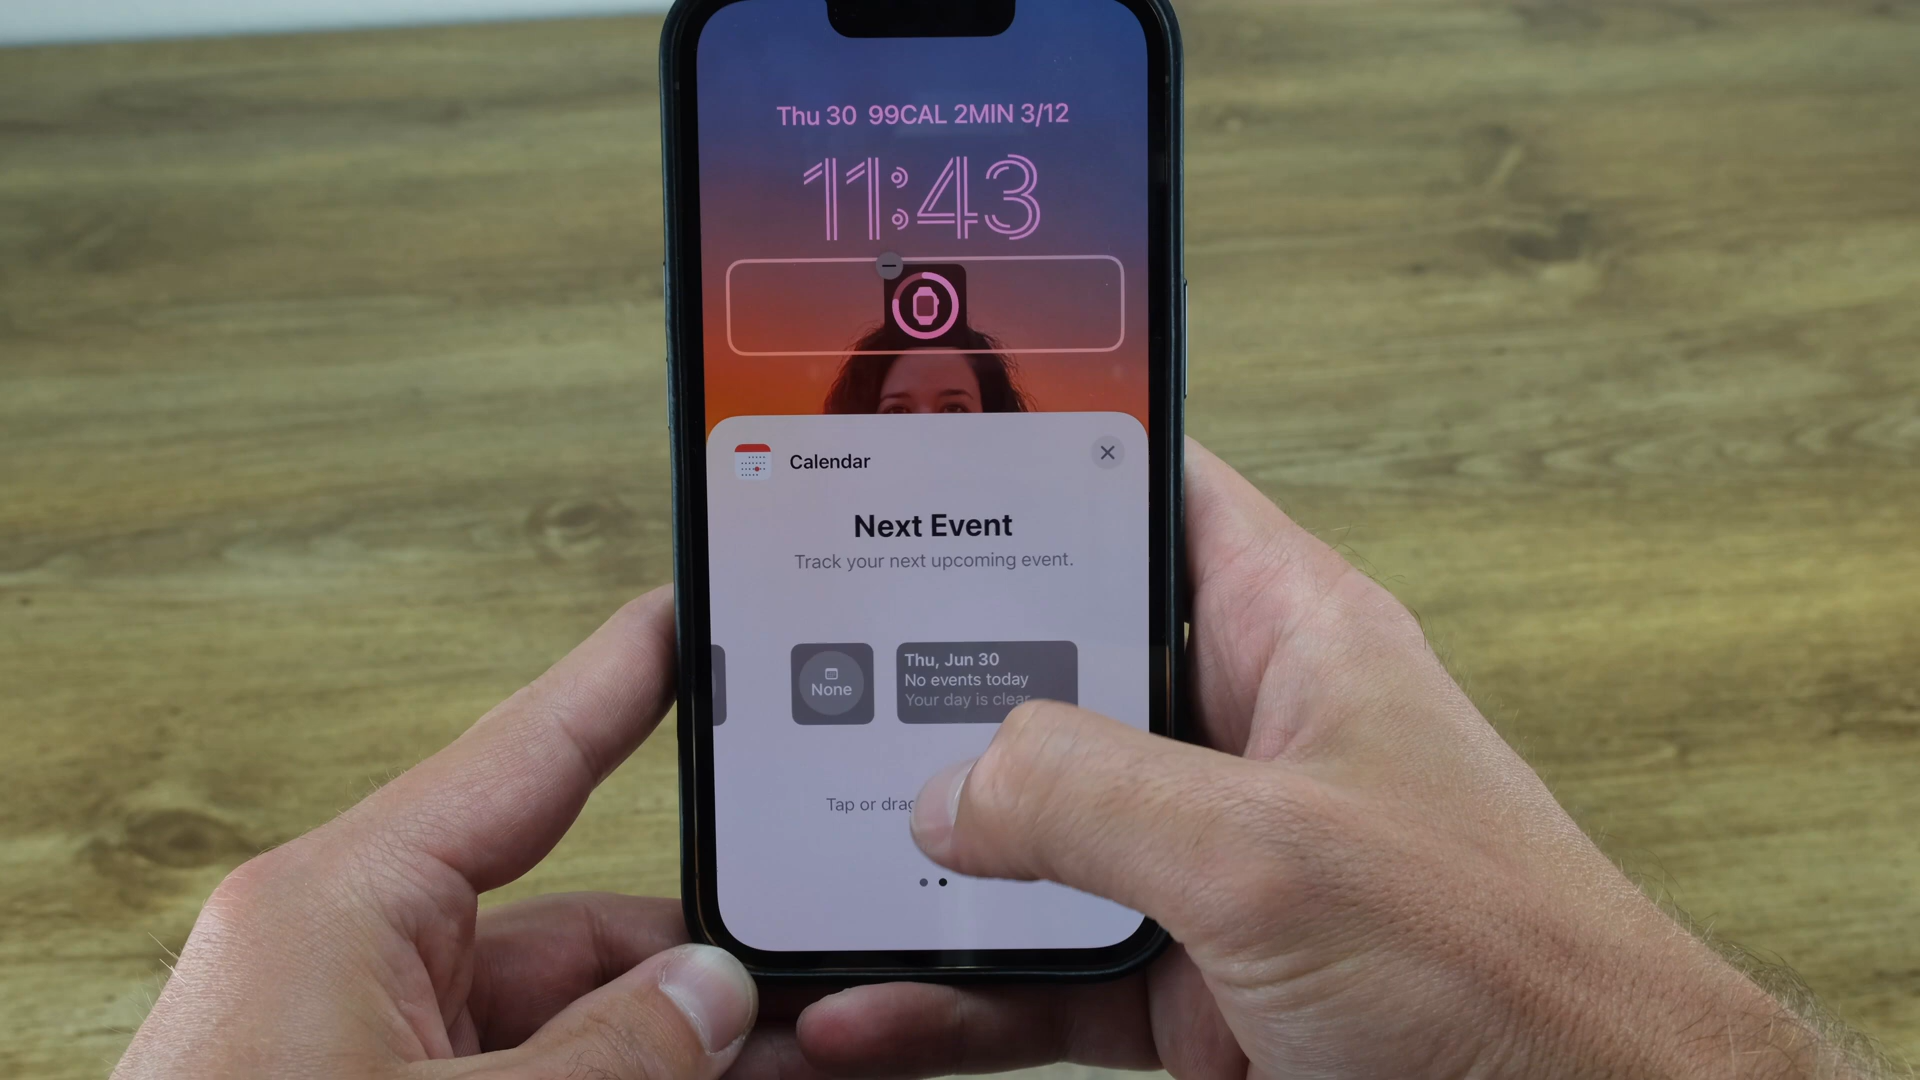 Thu 30 99CAL 2MIN 3/12
11:43
Calendar
Next Event
Track your next upcoming event.
None
Thu, Jun 30
No events today
Your day is clear
Tap or drag